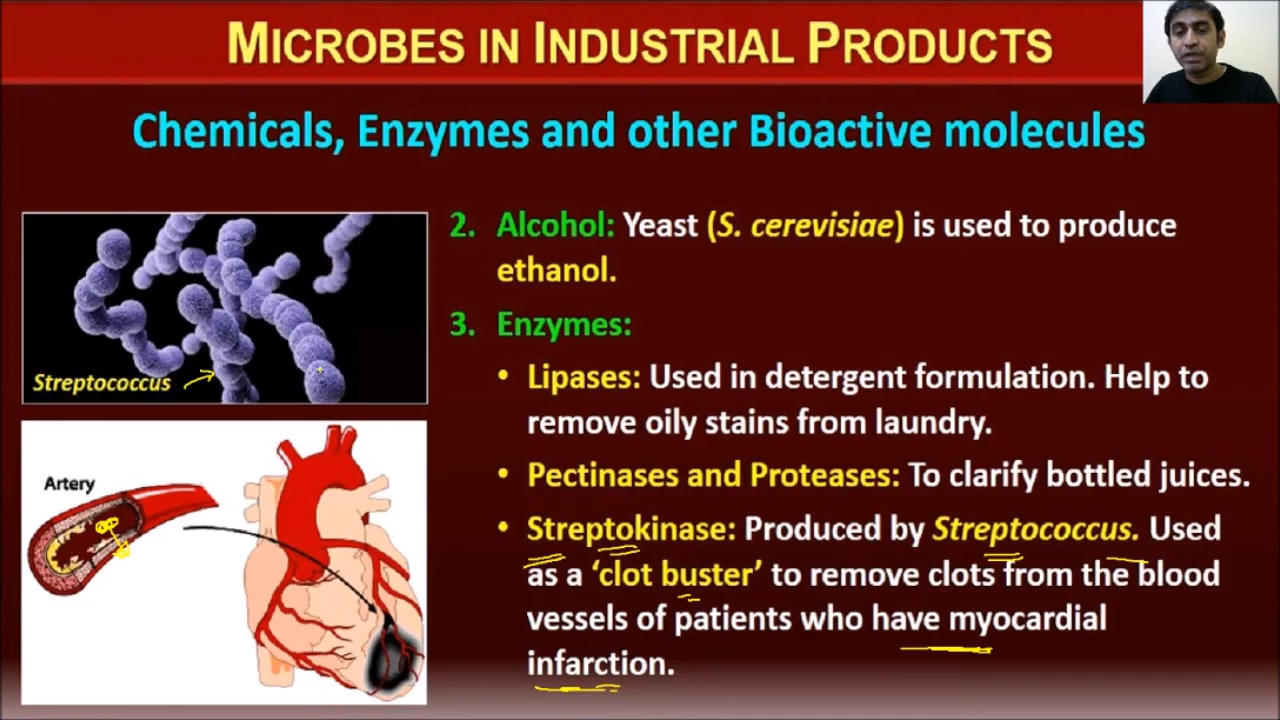 MICROBES IN INDUSTRIAL PRODUCTS
Chemicals, Enzymes and other Bioactive molecules
Streptococcus
Artery
2. Alcohol: Yeast (S. cerevisiae) is used to produce
ethanol.
3. Enzymes:
• Lipases: Used in detergent formulation. Help to
remove oily stains from laundry.
• Pectinases and Proteases: To clarify bottled juices.
• Streptokinase: Produced by Streptococcus. Used
as a ‘clot buster’ to remove clots from the blood
vessels of patients who have myocardial
infarction.